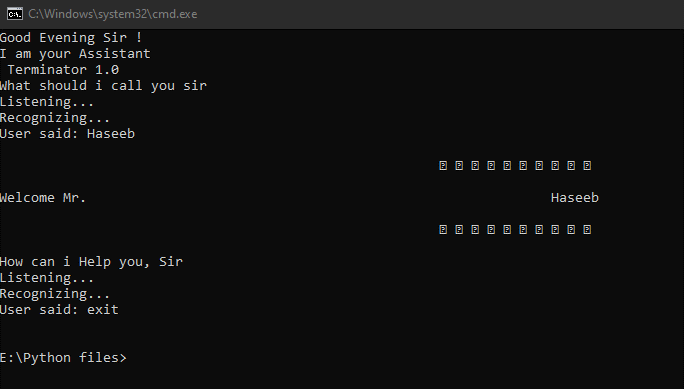 C:\Windows\system32\cmd.exe
Good Evening Sir !
I am your Assistant
Terminator 1.0
What should i call you sir
Listening...
Recognizing...
User said: Haseeb
⍰ ⍰ ⍰ ⍰ ⍰ ⍰ ⍰ ⍰ ⍰ ⍰
Welcome Mr. Haseeb
⍰ ⍰ ⍰ ⍰ ⍰ ⍰ ⍰ ⍰ ⍰ ⍰
How can i Help you, Sir
Listening...
Recognizing...
User said: exit
E:\Python files>